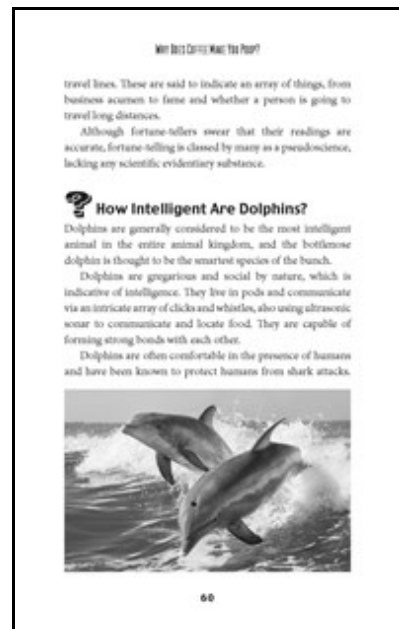 WHY DOES COFFEE MAKE YOU POOP?
travel lines. These are said to indicate an array of things, from
business acumen to fame and whether a person is going to
travel long distances.
Although fortune-tellers swear that their readings are
accurate, fortune-telling is classed by many as a pseudoscience,
lacking any scientific evidentiary substance.
? How Intelligent Are Dolphins?
Dolphins are generally considered to be the most intelligent
animal in the entire animal kingdom, and the bottlenose
dolphin is thought to be the smartest species of the bunch.
Dolphins are gregarious and social by nature, which is
indicative of intelligence. They live in pods and communicate
via an intricate array of clicks and whistles, also using ultrasonic
sonar to communicate and locate food. They are capable of
forming strong bonds with each other.
Dolphins are often comfortable in the presence of humans
and have been known to protect humans from shark attacks.
60